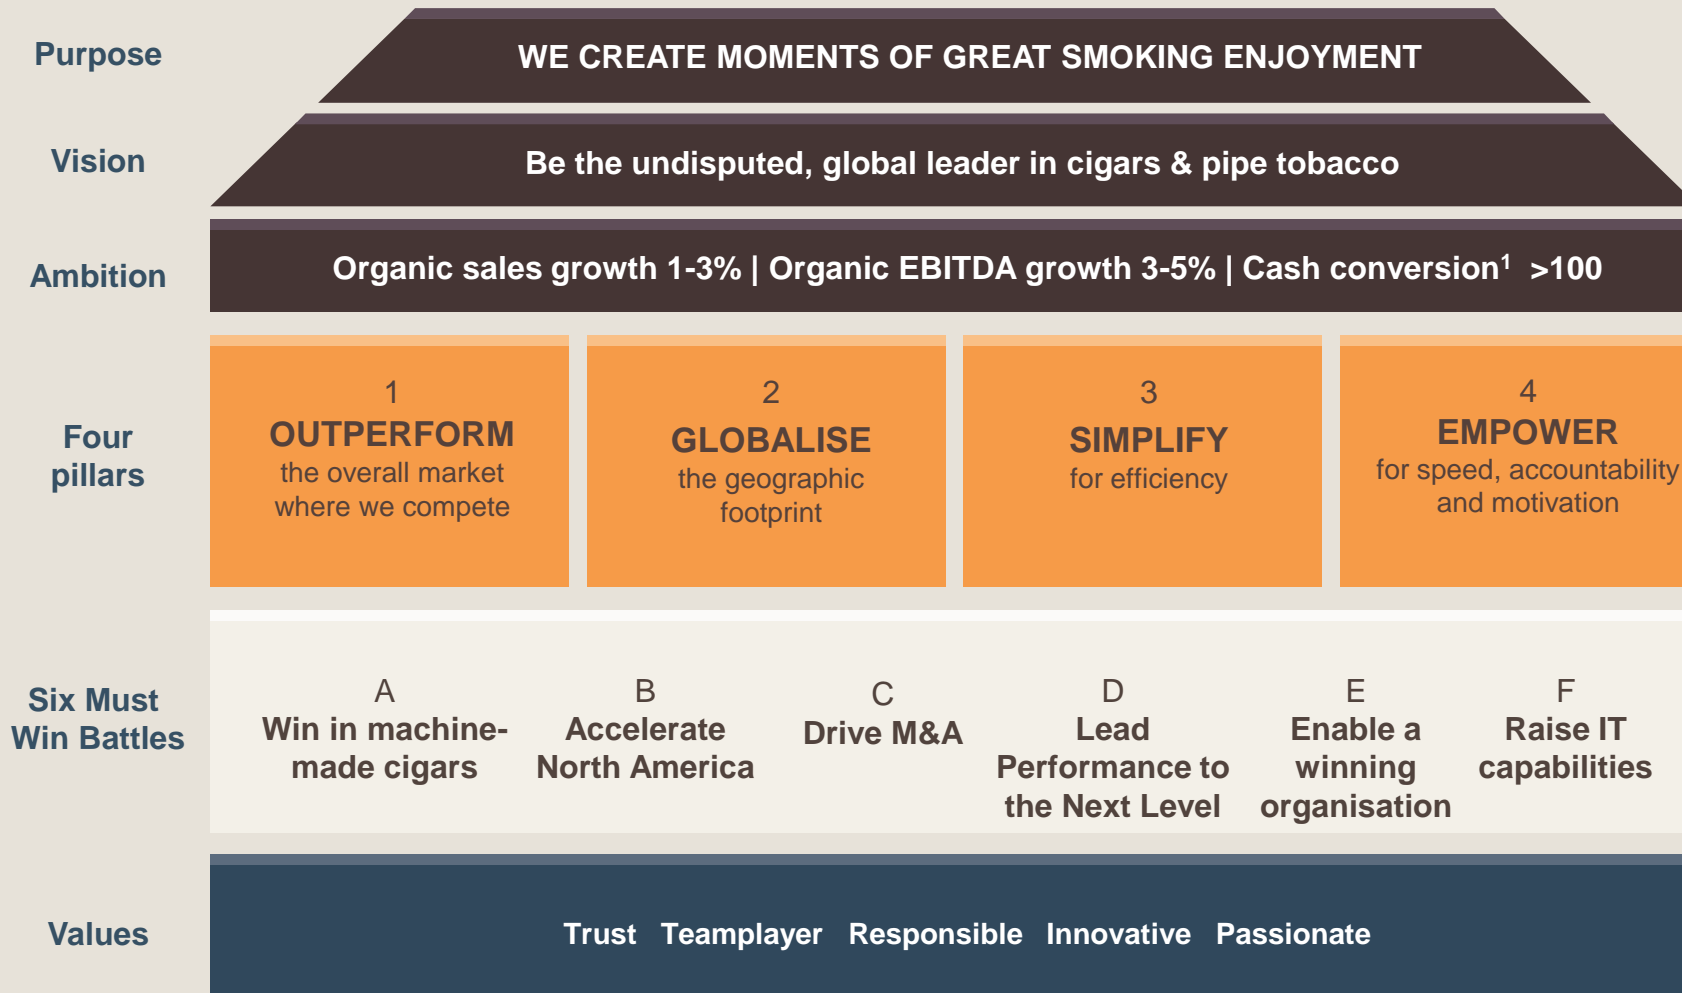 Purpose
WE CREATE MOMENTS OF GREAT SMOKING ENJOYMENT
Vision
Be the undisputed, global leader in cigars & pipe tobacco
Ambition
Organic sales growth 1-3% | Organic EBITDA growth 3-5% | Cash conversion¹ >100
Four
pillars
1
OUTPERFORM
the overall market
where we compete
2
GLOBALISE
the geographic
footprint
3
SIMPLIFY
for efficiency
4
EMPOWER
for speed, accountability
and motivation
Six Must
Win Battles
A
Win in machine-
made cigars
B
Accelerate
North America
C
Drive M&A
D
Lead
Performance to
the Next Level
E
Enable a
winning
organisation
F
Raise IT
capabilities
Values
Trust Teamplayer Responsible Innovative Passionate